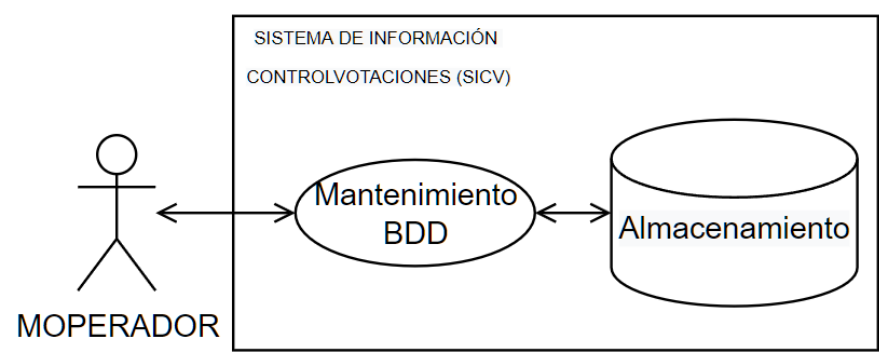 SISTEMA DE INFORMACIÓN
CONTROLVOTACIONES (SICV)
Mantenimiento
BDD
Almacenamiento
MOPERADOR